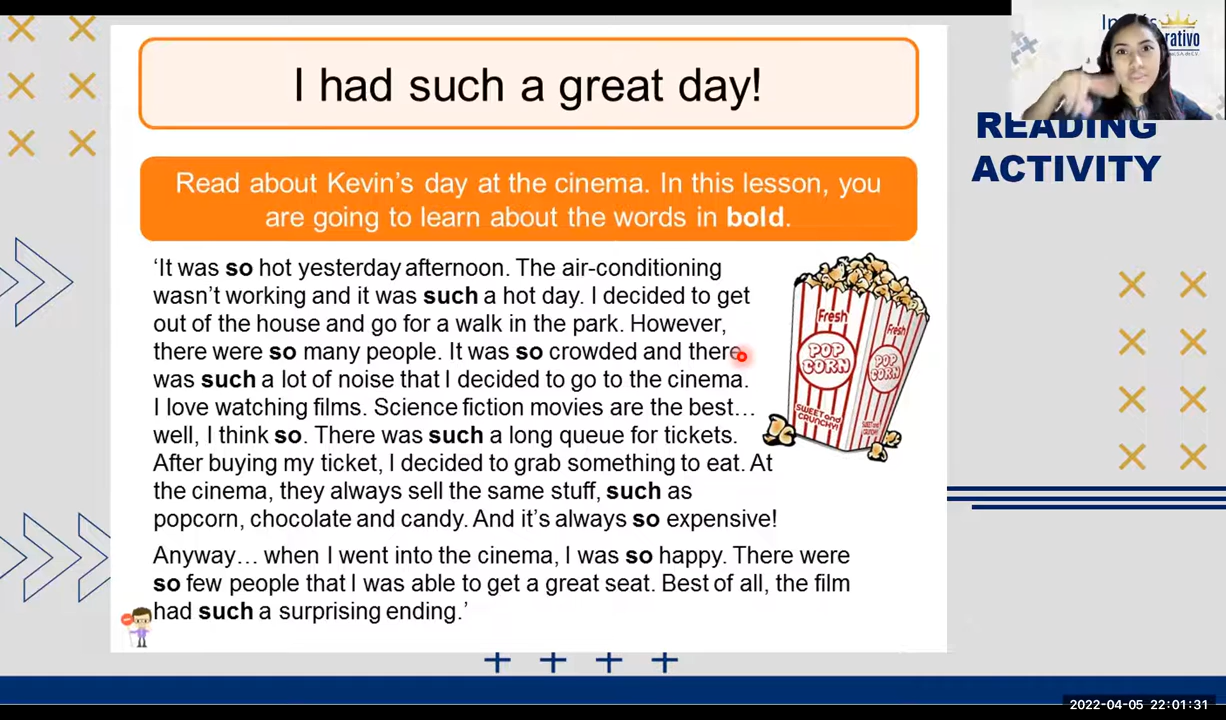 I had such a great day!
rativo
READING
ACTIVITY
Read about Kevin's day at the cinema. In this lesson, you
are going to learn about the words in bold.
‘It was so hot yesterday afternoon. The air-conditioning
wasn't working and it was such a hot day. I decided to get
out of the house and go for a walk in the park. However,
there were so many people. It was so crowded and there
was such a lot of noise that I decided to go to the cinema.
I love watching films. Science fiction movies are the best…
well, I think so. There was such a long queue for tickets.
After buying my ticket, I decided to grab something to eat. At
the cinema, they always sell the same stuff, such as
popcorn, chocolate and candy. And it's always so expensive!
Anyway… when I went into the cinema, I was so happy. There were
so few people that I was able to get a great seat. Best of all, the film
had such a surprising ending.’
Fresh
POP
CORN
SWEET and
CRUNCHY!
Fresh
POP
CORN
2022-04-05 22:01:31